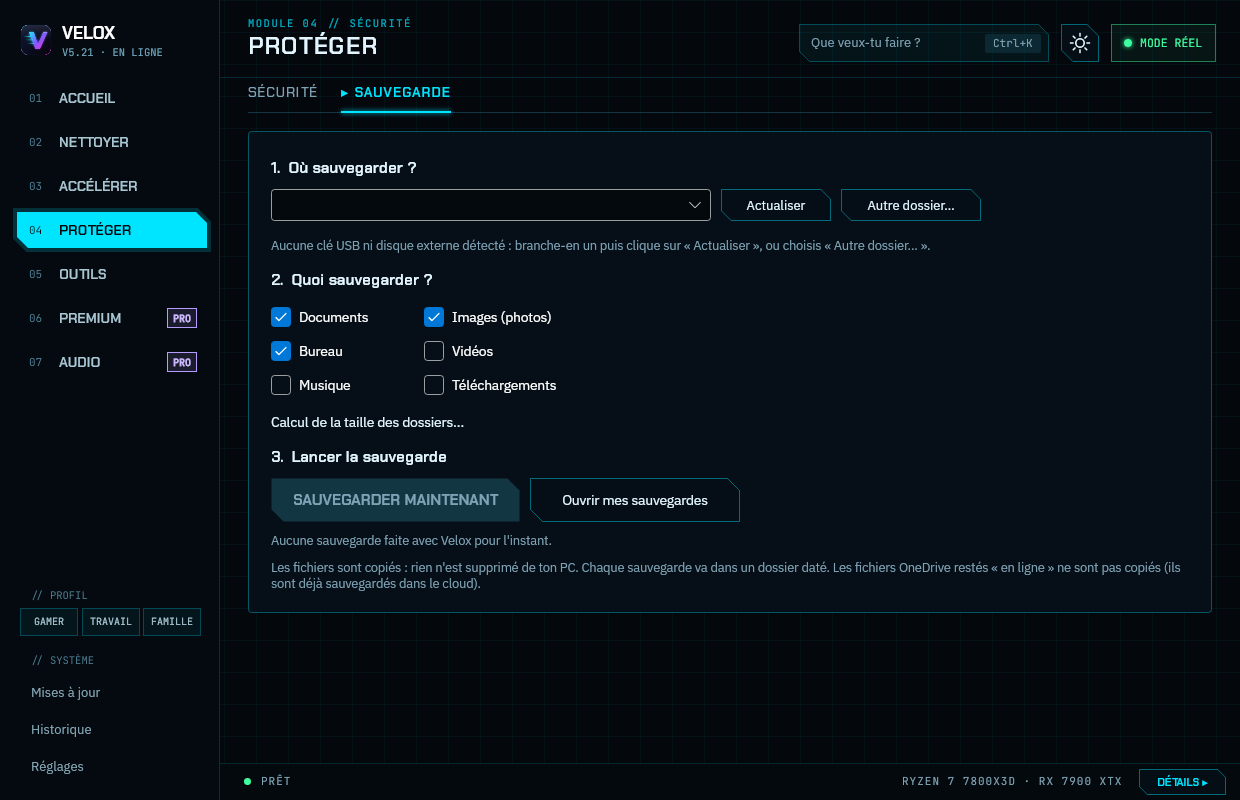 VELOX
V5.21 · EN LIGNE
01 ACCUEIL
02 NETTOYER
03 ACCÉLÉRER
04 PROTÉGER
05 OUTILS
06 PREMIUM PRO
07 AUDIO PRO
// PROFIL
GAMER TRAVAIL FAMILLE
// SYSTÈME
Mises à jour
Historique
Réglages
MODULE 04 // SÉCURITÉ
PROTÉGER
Que veux-tu faire ? Ctrl+K
MODE RÉEL
SÉCURITÉ ▸ SAUVEGARDE
1. Où sauvegarder ?
Actualiser Autre dossier...
Aucune clé USB ni disque externe détecté : branche-en un puis clique sur « Actualiser », ou choisis « Autre dossier... ».
2. Quoi sauvegarder ?
Documents Images (photos)
Bureau Vidéos
Musique Téléchargements
Calcul de la taille des dossiers...
3. Lancer la sauvegarde
SAUVEGARDER MAINTENANT Ouvrir mes sauvegardes
Aucune sauvegarde faite avec Velox pour l'instant.
Les fichiers sont copiés : rien n'est supprimé de ton PC. Chaque sauvegarde va dans un dossier daté. Les fichiers OneDrive restés « en ligne » ne sont pas copiés (ils
sont déjà sauvegardés dans le cloud).
PRÊT
RYZEN 7 7800X3D · RX 7900 XTX
DÉTAILS ▸